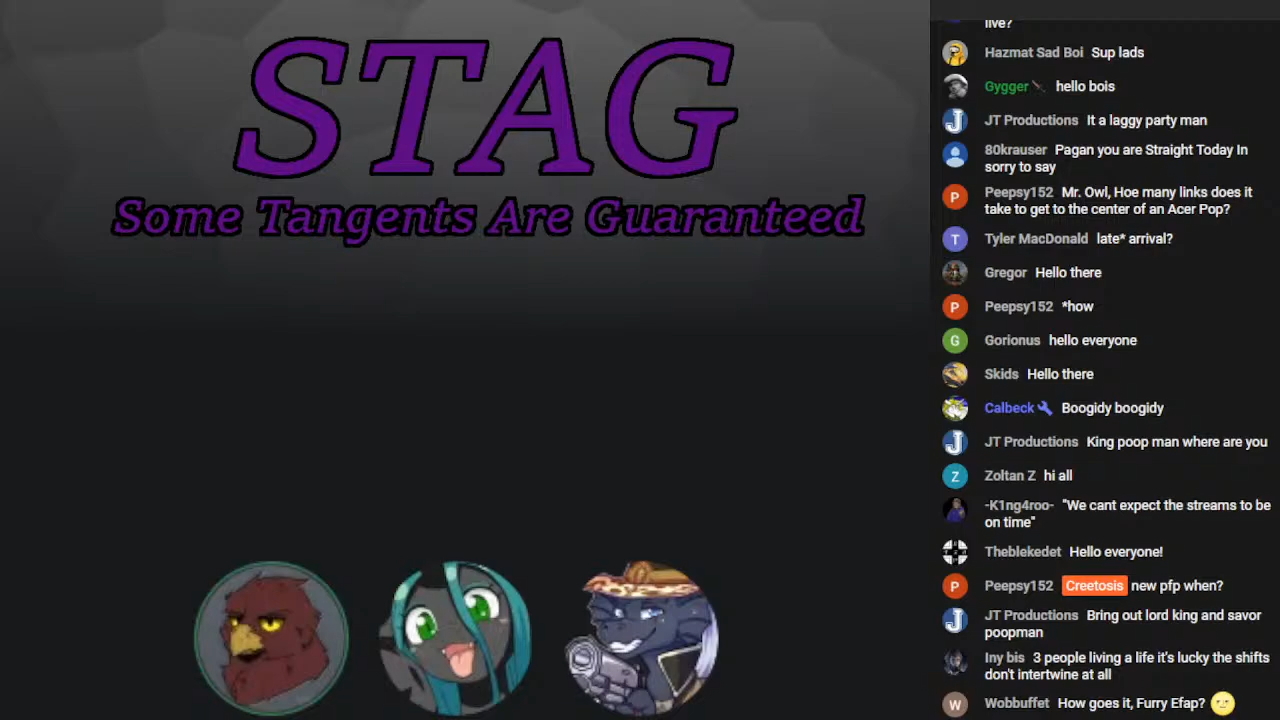 STAG
Some Tangents Are Guaranteed
live?
Hazmat Sad Boi Sup lads
Gygger hello bois
J JT Productions It a laggy party man
80krauser Pagan you are Straight Today In
sorry to say
P Peepsy152 Mr. Owl, Hoe many links does it
take to get to the center of an Acer Pop?
T Tyler MacDonald late* arrival?
Gregor Hello there
P Peepsy152 *how
G Gorionus hello everyone
Skids Hello there
Calbeck Boogidy boogidy
J JT Productions King poop man where are you
Z Zoltan Z hi all
-K1ng4roo- "We cant expect the streams to be
on time"
Theblekedet Hello everyone!
P Peepsy152 Creetosis new pfp when?
J JT Productions Bring out lord king and savor
poopman
Iny bis 3 people living a life it's lucky the shifts
don't intertwine at all
W Wobbuffet How goes it, Furry Efap?